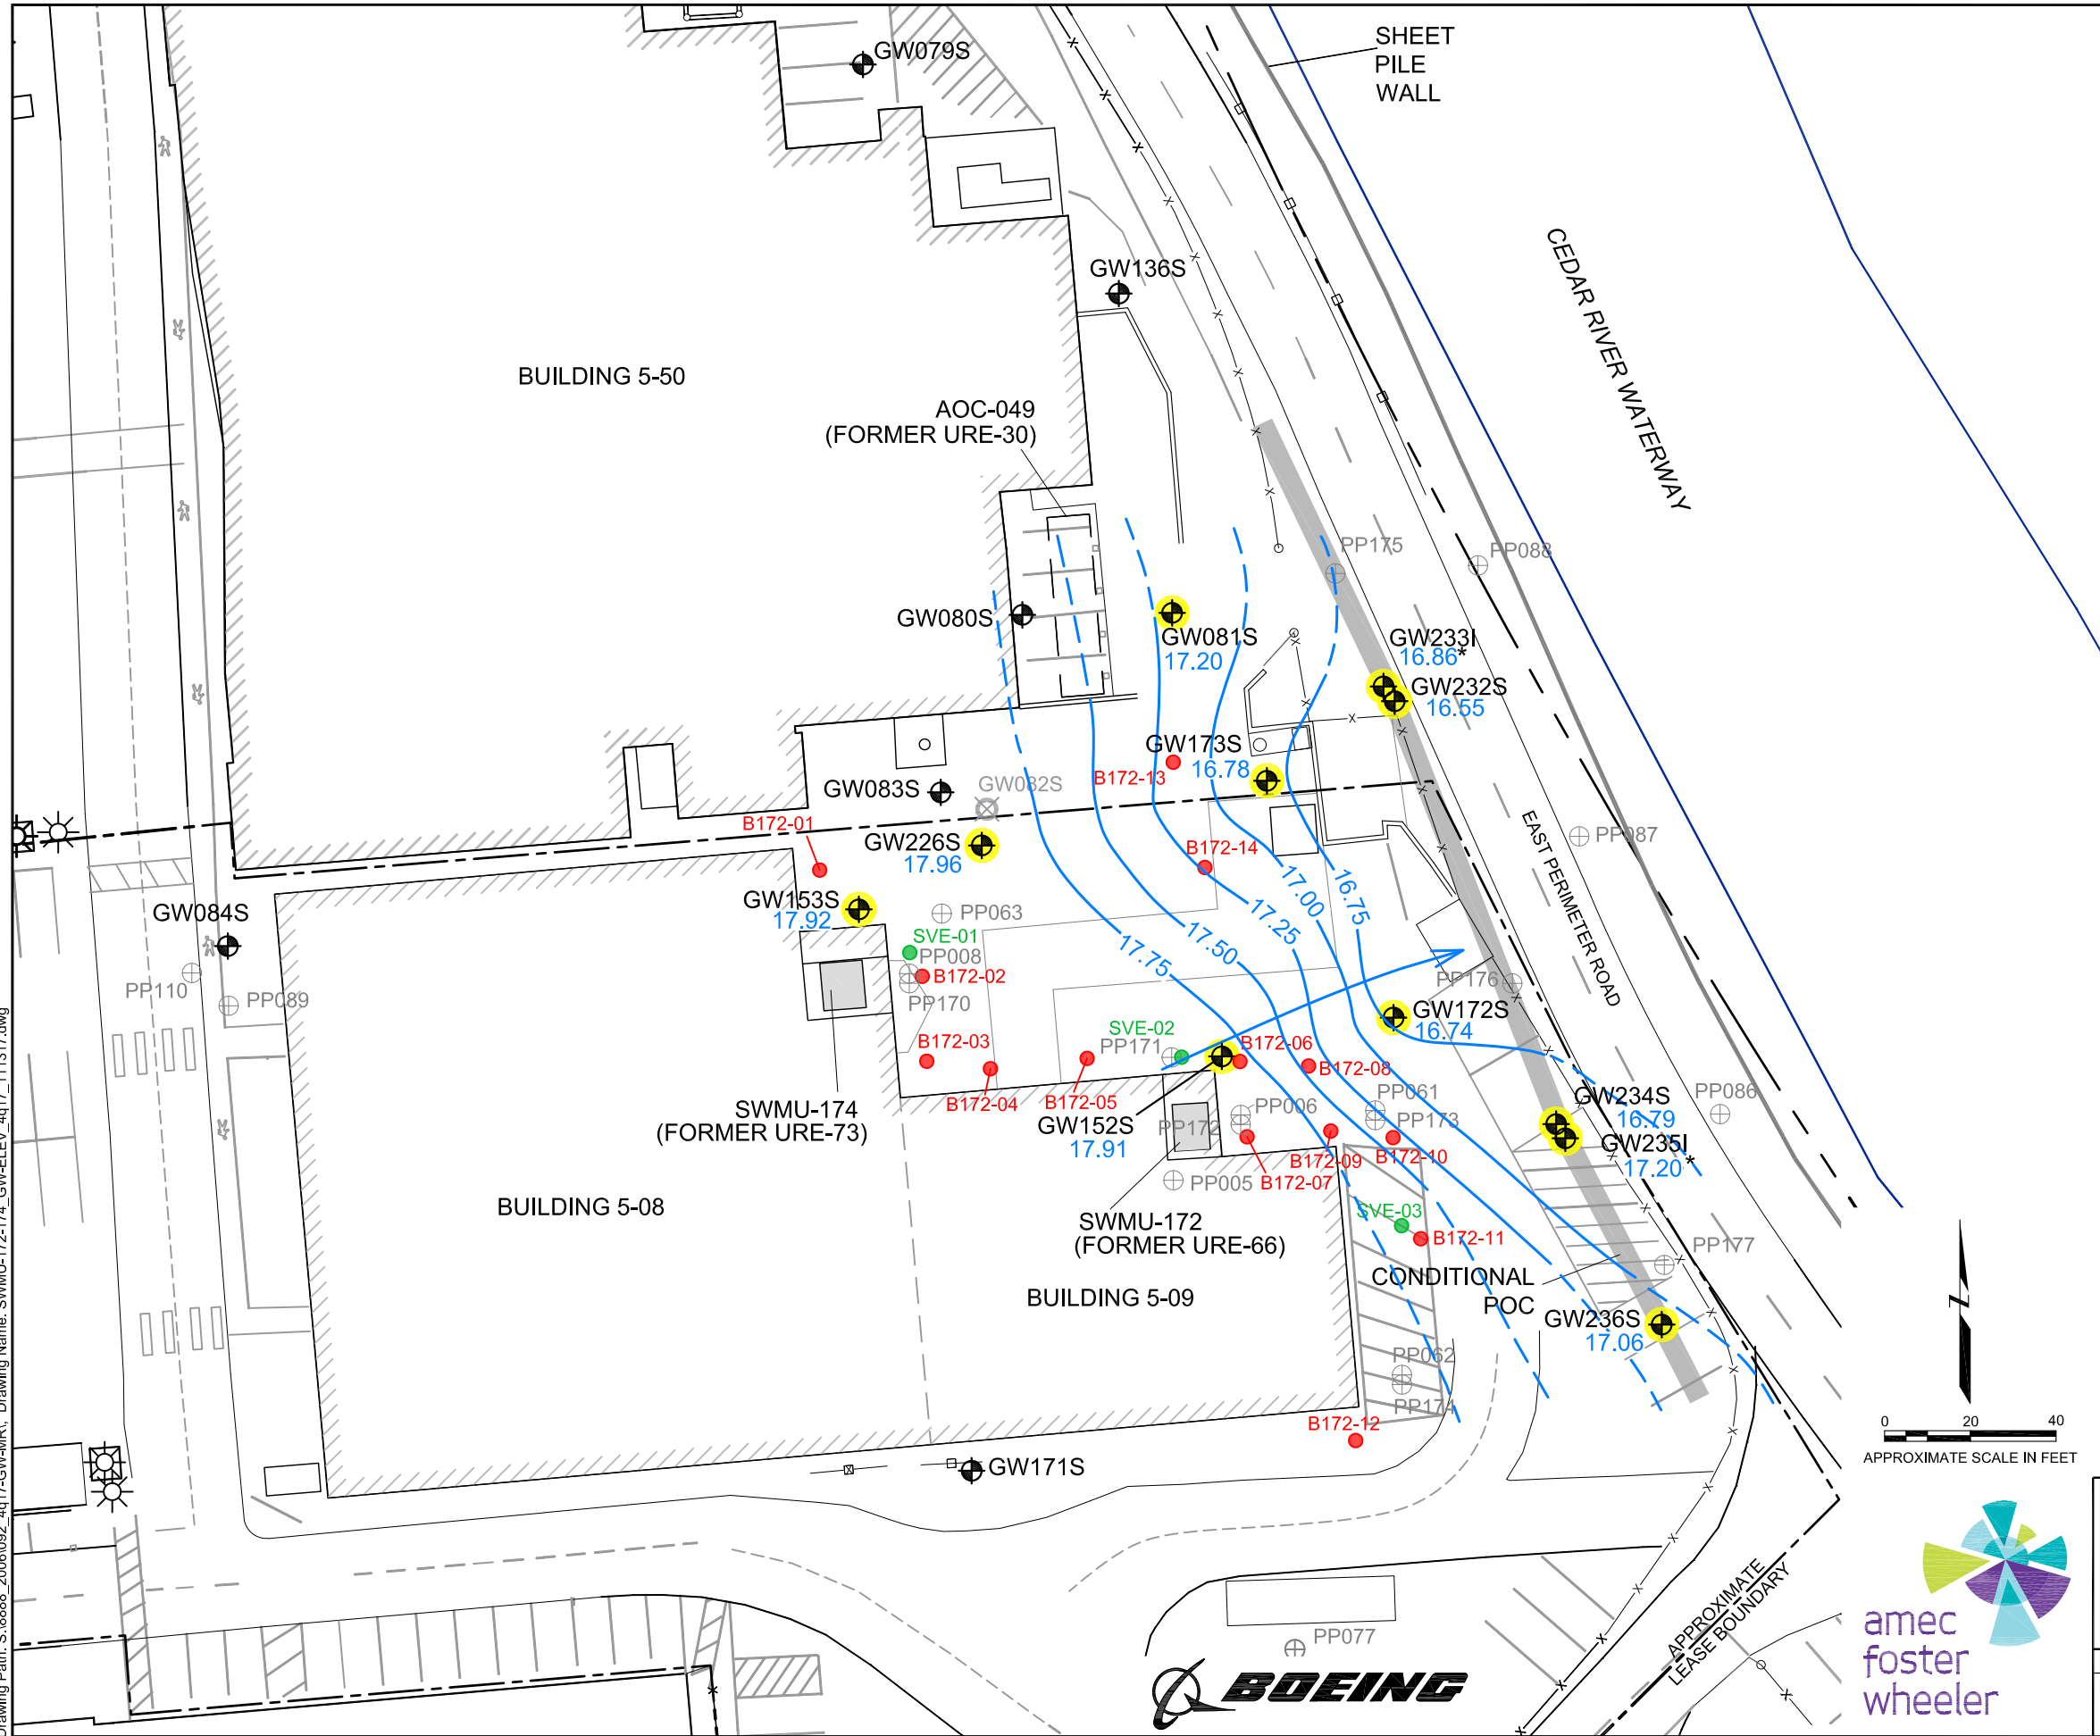 SHEET
PILE
WALL
GW079S
CEDAR RIVER WATERWAY
GW136S
BUILDING 5-50
AOC-049
(FORMER URE-30)
PP175
PP088
GW080S
GW081S
17.20
GW233I
16.86*
GW232S
16.55
GW173S
16.78
B172-13
GW083S
GW082S
B172-01
GW226S
17.96
B172-14
EAST PERIMETER ROAD
PP087
GW153S
17.92
GW084S
PP063
17.00
16.75
17.25
17.50
17.75
SVE-01
PP008
B172-02
PP170
PP110
PP089
PP176
GW172S
16.74
B172-03
SVE-02
PP171
B172-06
B172-08
B172-04
B172-05
GW152S
17.91
SWMU-174
(FORMER URE-73)
PP006
PP172
PP061
PP173
GW234S
16.79
PP086
GW235I
17.20*
B172-09
B172-10
B172-07
PP005
BUILDING 5-08
SWMU-172
(FORMER URE-66)
SVE-03
B172-11
PP177
CONDITIONAL
POC
BUILDING 5-09
GW236S
17.06
PP062
PP174
B172-12
GW171S
N
0 20 40
APPROXIMATE SCALE IN FEET
APPROXIMATE
LEASE BOUNDARY
PP077
BOEING
amec
foster
wheeler